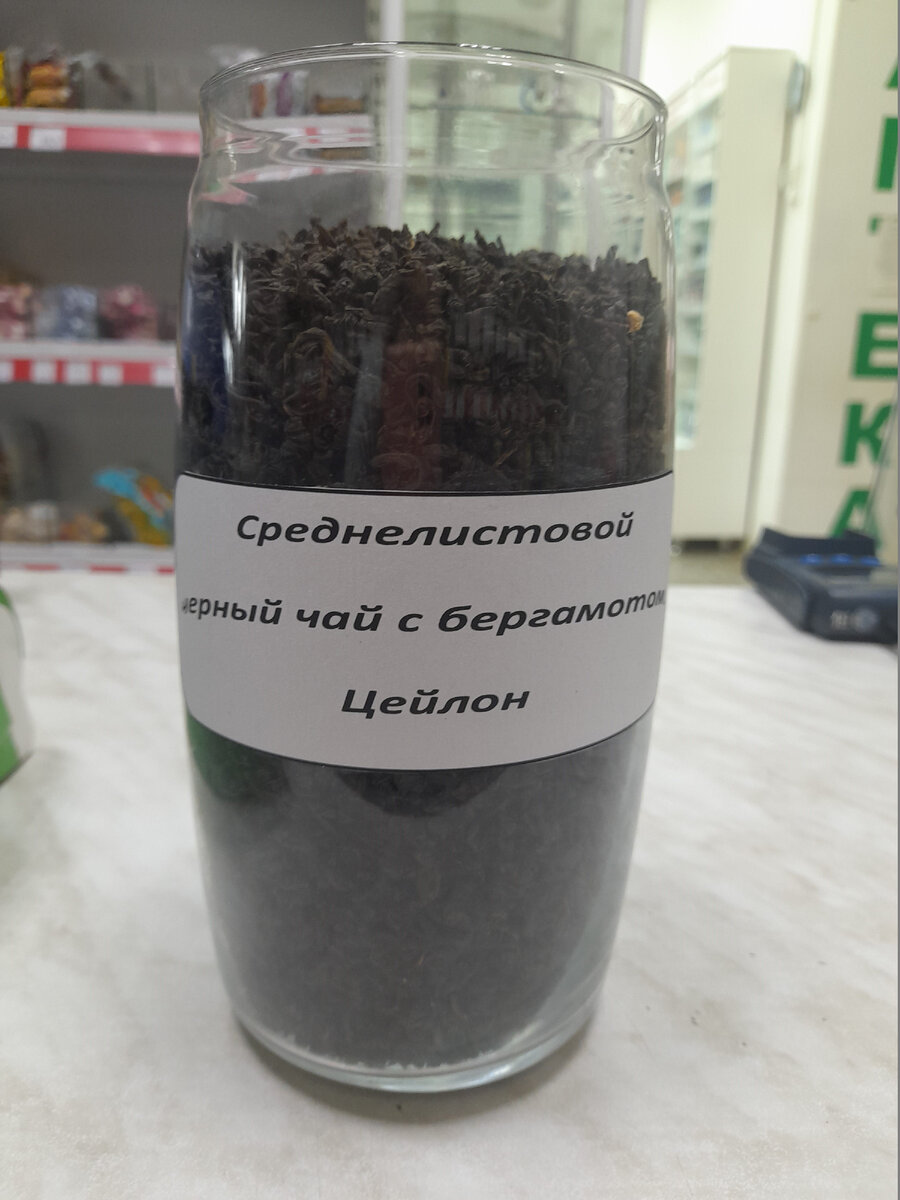 Среднелистовой
черный чай с бергамотом,
Цейлон
А
П
Т
Е
К
А